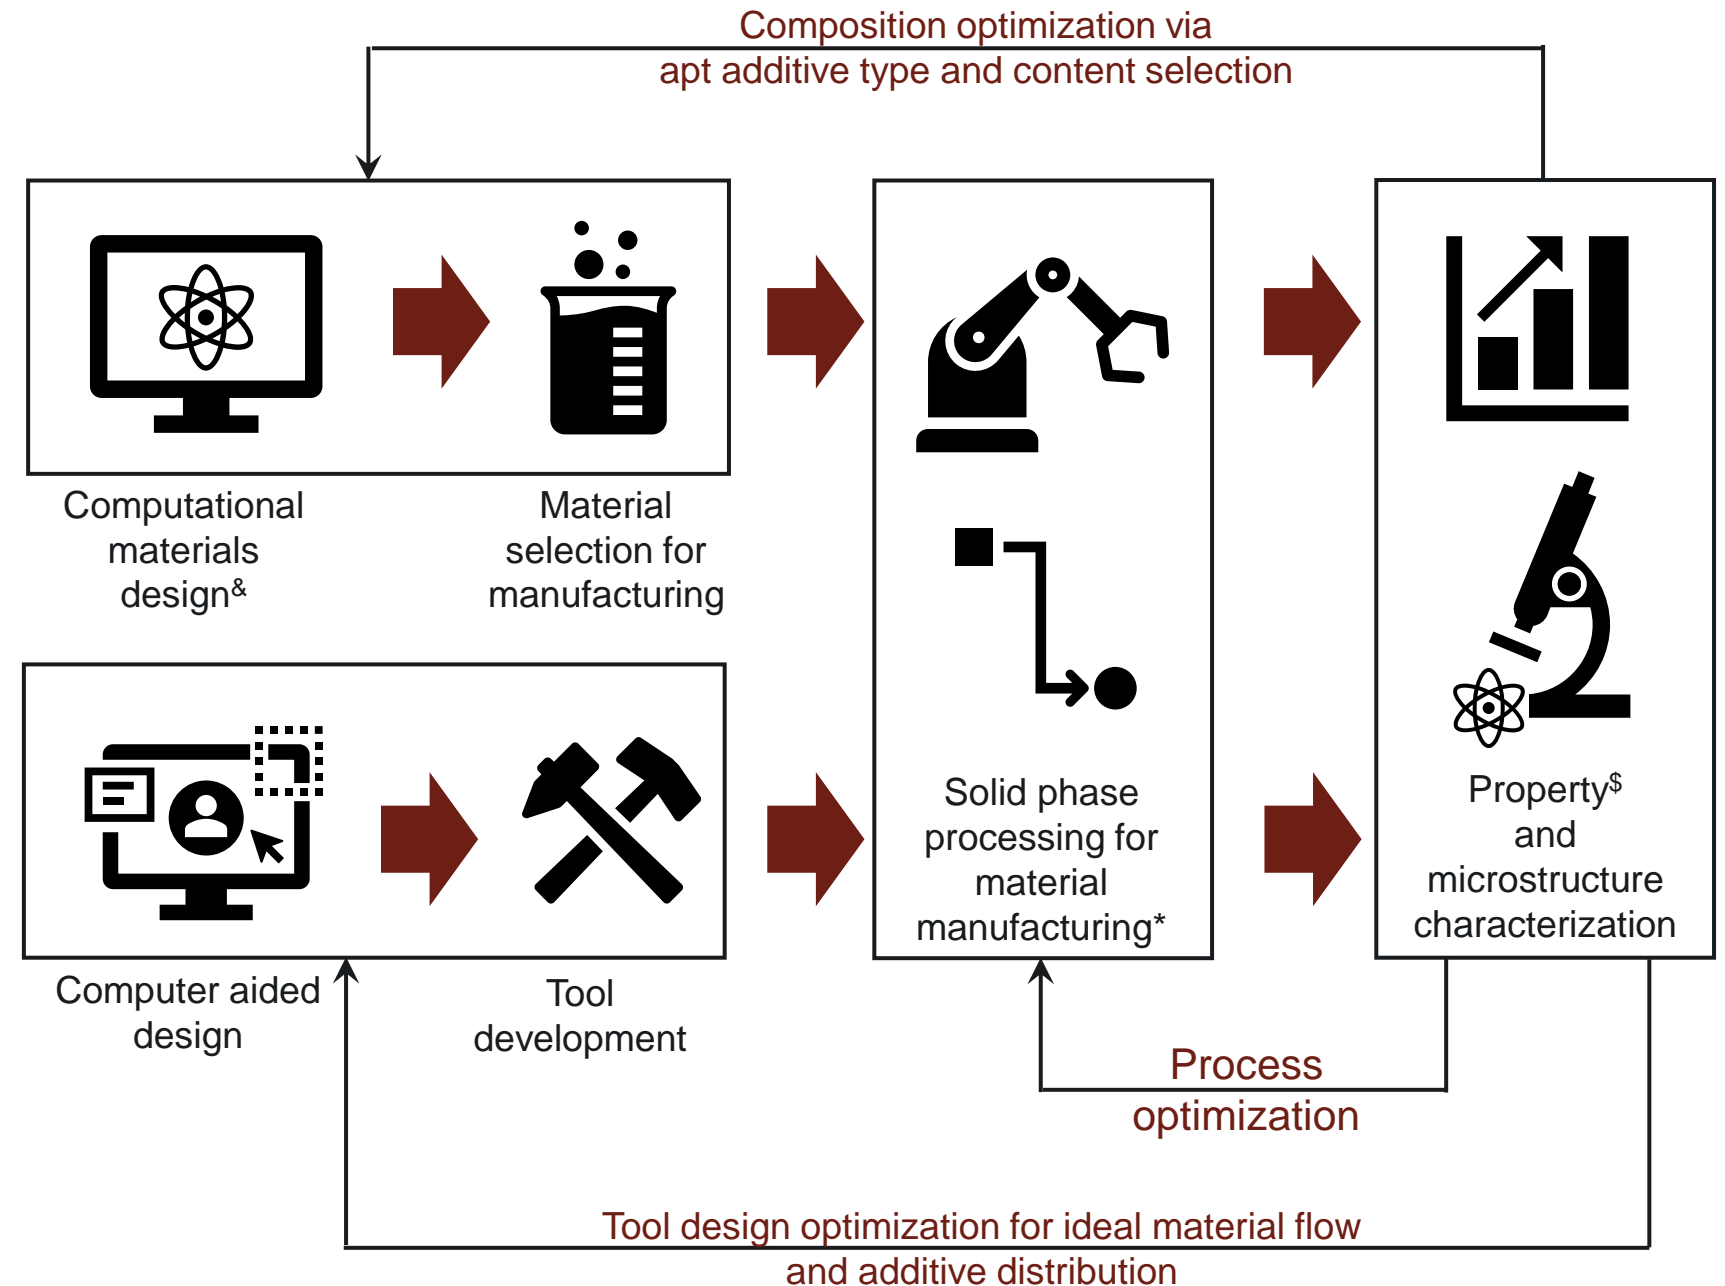 Composition optimization via
apt additive type and content selection
Computational
materials
design&
Material
selection for
manufacturing
Computer aided
design
Tool
development
Solid phase
processing for
material
manufacturing*
Property$
and
microstructure
characterization
Process
optimization
Tool design optimization for ideal material flow
and additive distribution